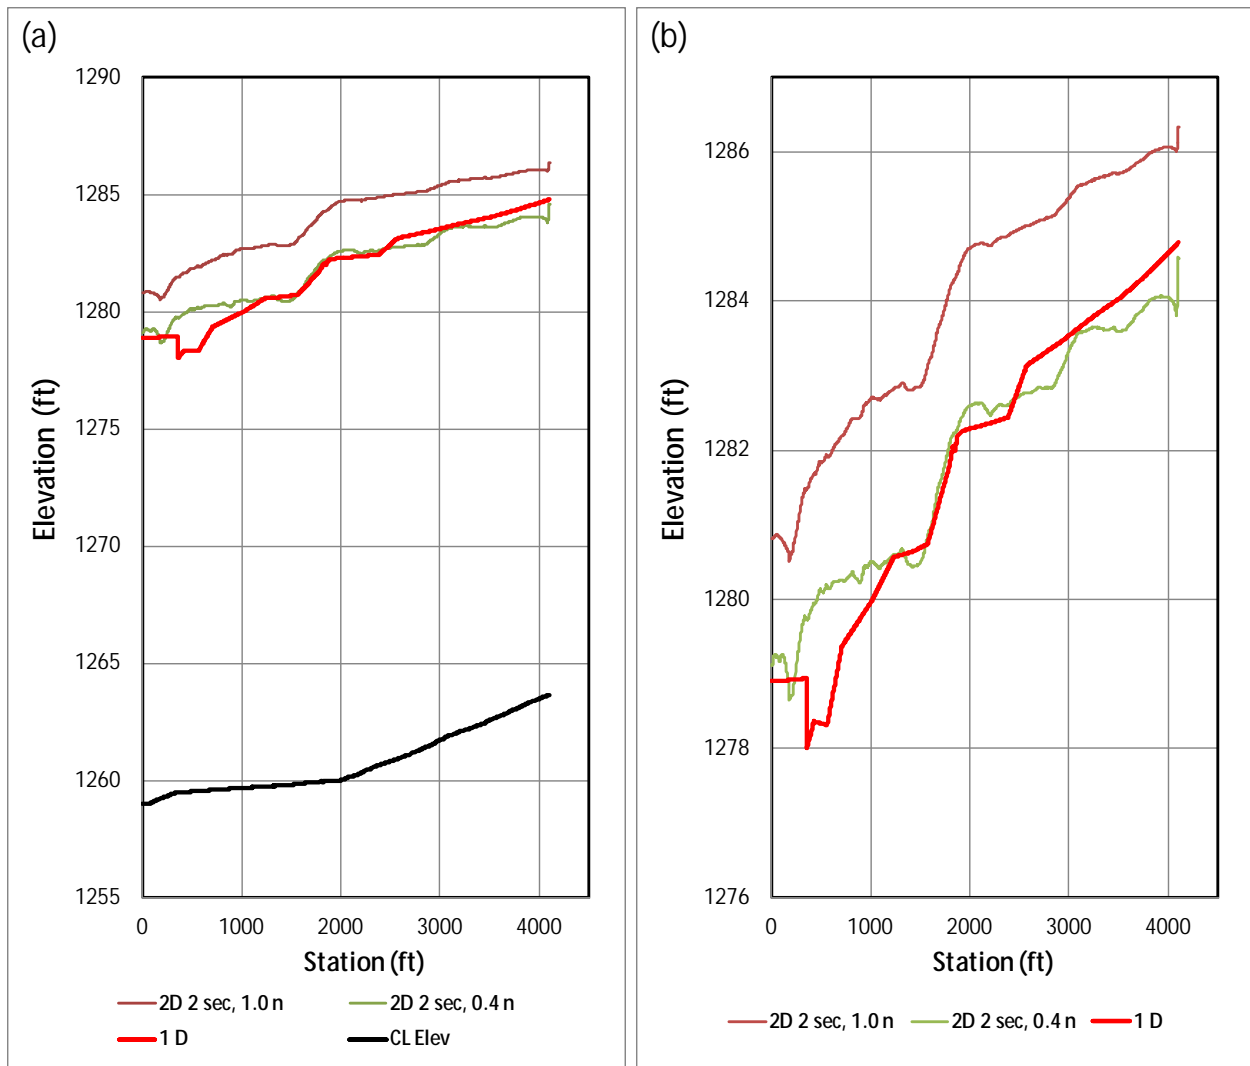 (a)
1290
1285
1280
1275
1270
1265
1260
1255
Elevation (ft)
0 1000 2000 3000 4000
Station (ft)
2D 2 sec, 1.0 n 2D 2 sec, 0.4 n
1 D CL Elev
(b)
1286
1284
1282
1280
1278
1276
Elevation (ft)
0 1000 2000 3000 4000
Station (ft)
2D 2 sec, 1.0 n 2D 2 sec, 0.4 n 1 D